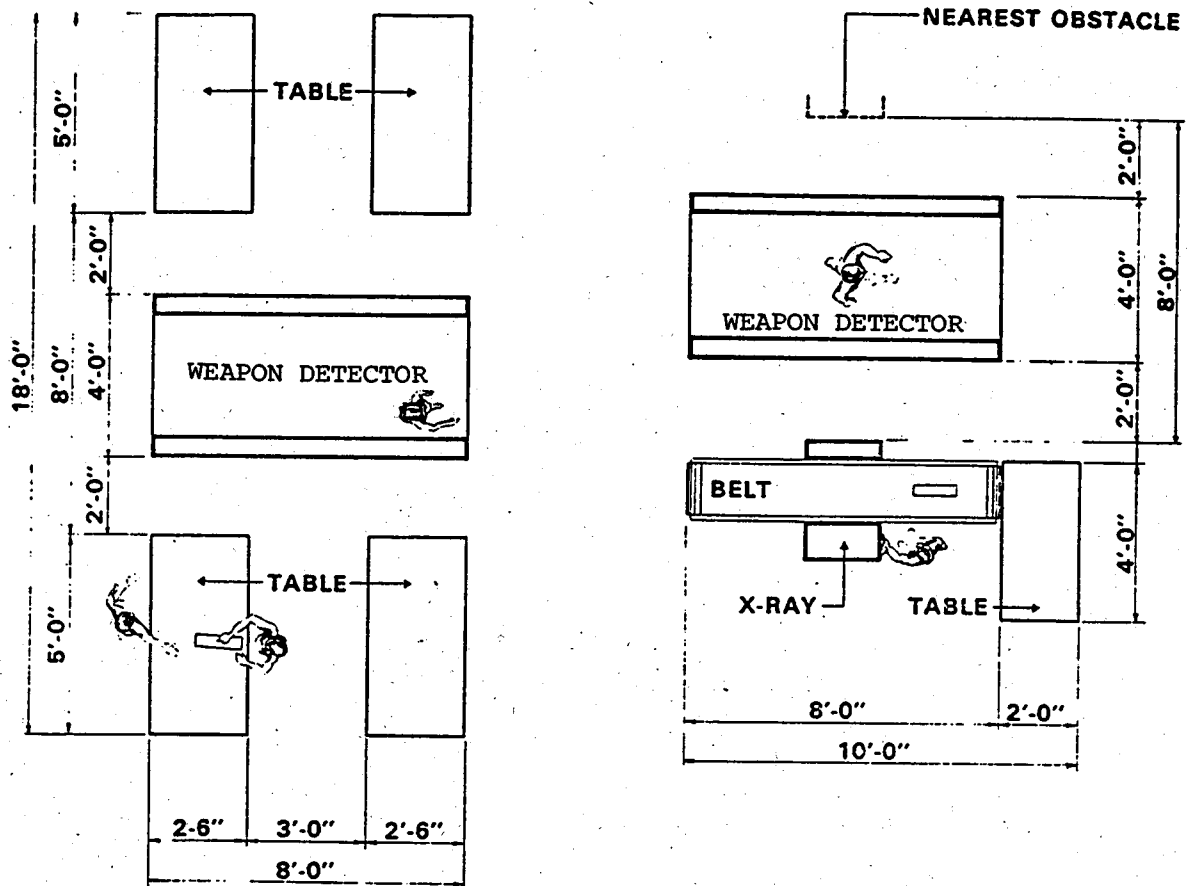 TABLE
5'-0"
2'-0"
18'-0"
8'-0"
4'-0"
WEAPON DETECTOR
2'-0"
TABLE
5'-0"
2-6"
3'-0"
2'-6"
8'-0"
NEAREST OBSTACLE
2'-0"
4'-0"
8'-0"
WEAPON DETECTOR
2'-0"
BELT
4'-0"
X-RAY
TABLE
8'-0"
2'-0"
10'-0"